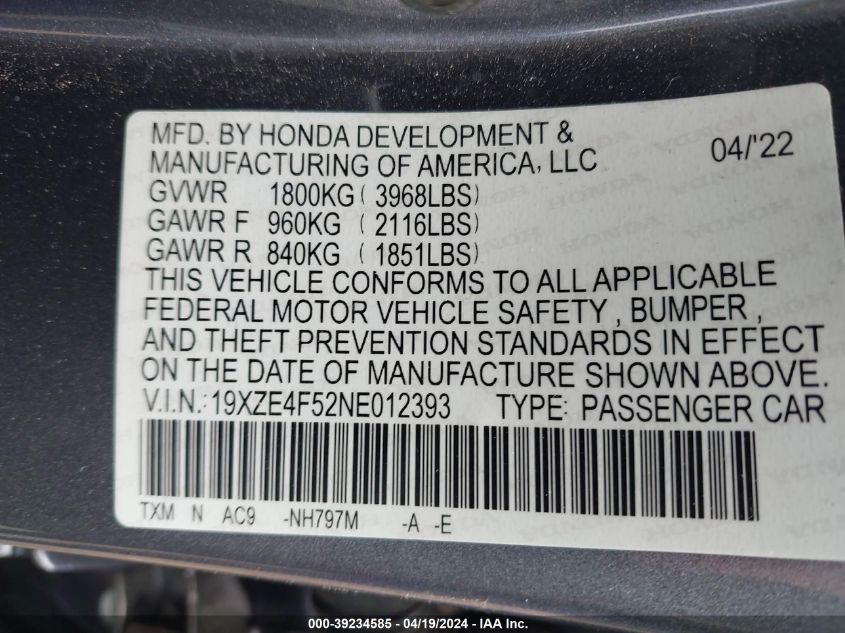 MFD. BY HONDA DEVELOPMENT &
MANUFACTURING OF AMERICA, LLC 04/'22
GVWR 1800KG ( 3968LBS)
GAWR F 960KG ( 2116LBS)
GAWR R 840KG ( 1851LBS)
THIS VEHICLE CONFORMS TO ALL APPLICABLE
FEDERAL MOTOR VEHICLE SAFETY , BUMPER ,
AND THEFT PREVENTION STANDARDS IN EFFECT
ON THE DATE OF MANUFACTURE SHOWN ABOVE.
V.I.N.: 19XZE4F52NE012393 TYPE: PASSENGER CAR
TXM N AC9 -NH797M -A -E
000-39234585 - 04/19/2024 - IAAI.COM